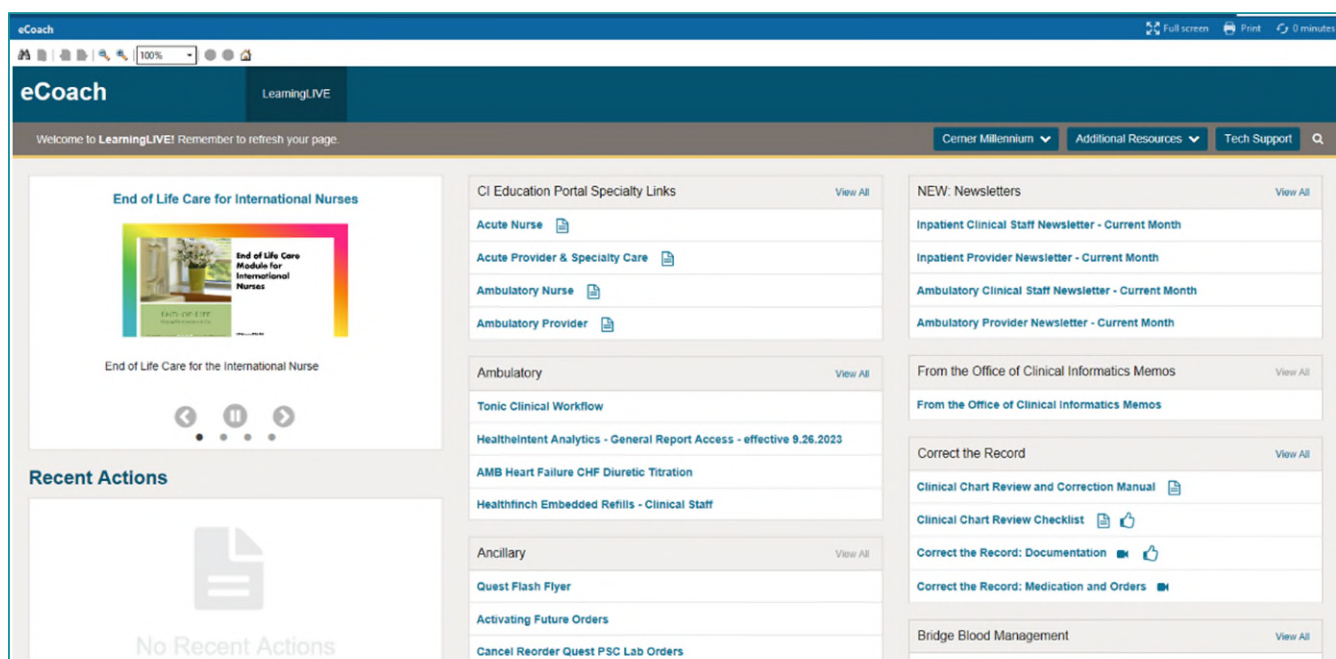 eCoach
Full screen Print 0 minutes
100%
eCoach
LearningLIVE
Welcome to LearningLIVE! Remember to refresh your page.
Cerner Millennium
Additional Resources
Tech Support
End of Life Care for International Nurses
End of Life Care
Module for
International
Nurses
END OF LIFE
End of Life Care for the International Nurse
Recent Actions
No Recent Actions
CI Education Portal Specialty Links View All
Acute Nurse
Acute Provider & Specialty Care
Ambulatory Nurse
Ambulatory Provider
Ambulatory View All
Tonic Clinical Workflow
HealtheIntent Analytics - General Report Access - effective 9.26.2023
AMB Heart Failure CHF Diuretic Titration
Healthfinch Embedded Refills - Clinical Staff
Ancillary View All
Quest Flash Flyer
Activating Future Orders
Cancel Reorder Quest PSC Lab Orders
NEW: Newsletters View All
Inpatient Clinical Staff Newsletter - Current Month
Inpatient Provider Newsletter - Current Month
Ambulatory Clinical Staff Newsletter - Current Month
Ambulatory Provider Newsletter - Current Month
From the Office of Clinical Informatics Memos View All
From the Office of Clinical Informatics Memos
Correct the Record View All
Clinical Chart Review and Correction Manual
Clinical Chart Review Checklist
Correct the Record: Documentation
Correct the Record: Medication and Orders
Bridge Blood Management View All